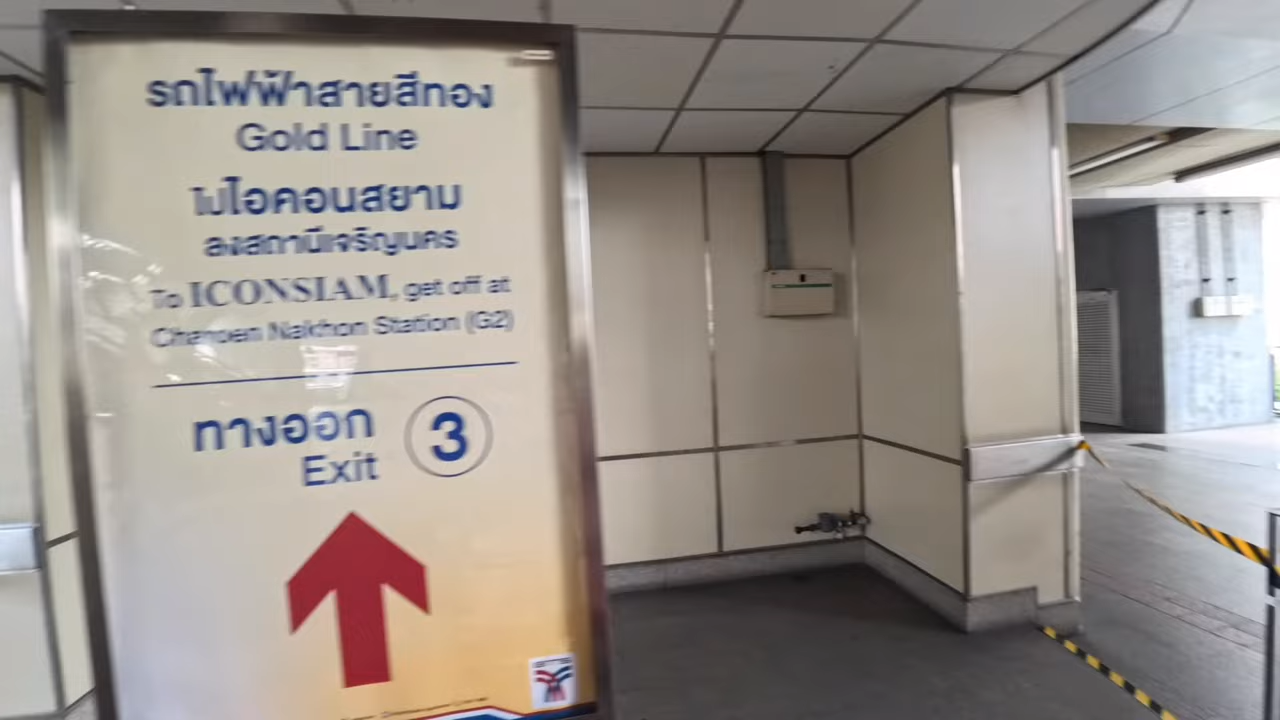 รถไฟฟ้าสายสีทอง
Gold Line
ไปไอคอนสยาม
ลงสถานีเจริญนคร
To ICONSIAM, get off at
Charoen Nakhon Station (G2)
ทางออก 3
Exit
BTS